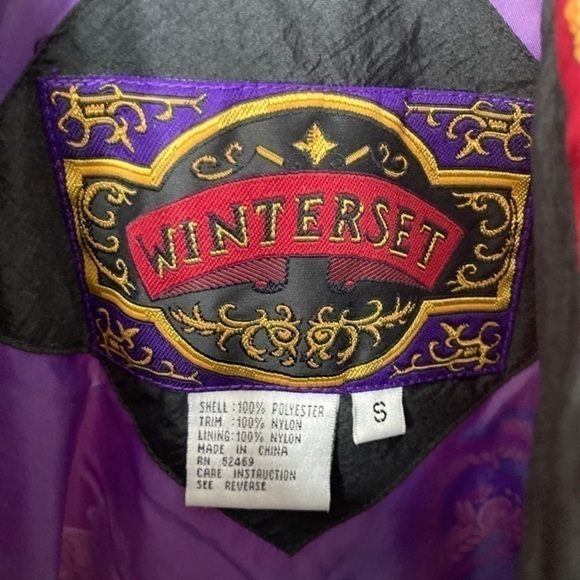 WINTERSET
SHELL :100% POLYESTER
TRIM :100% NYLON
LINING:100% NYLON
MADE IN CHINA
RN 52469
CARE INSTRUCTION
SEE REVERSE
S